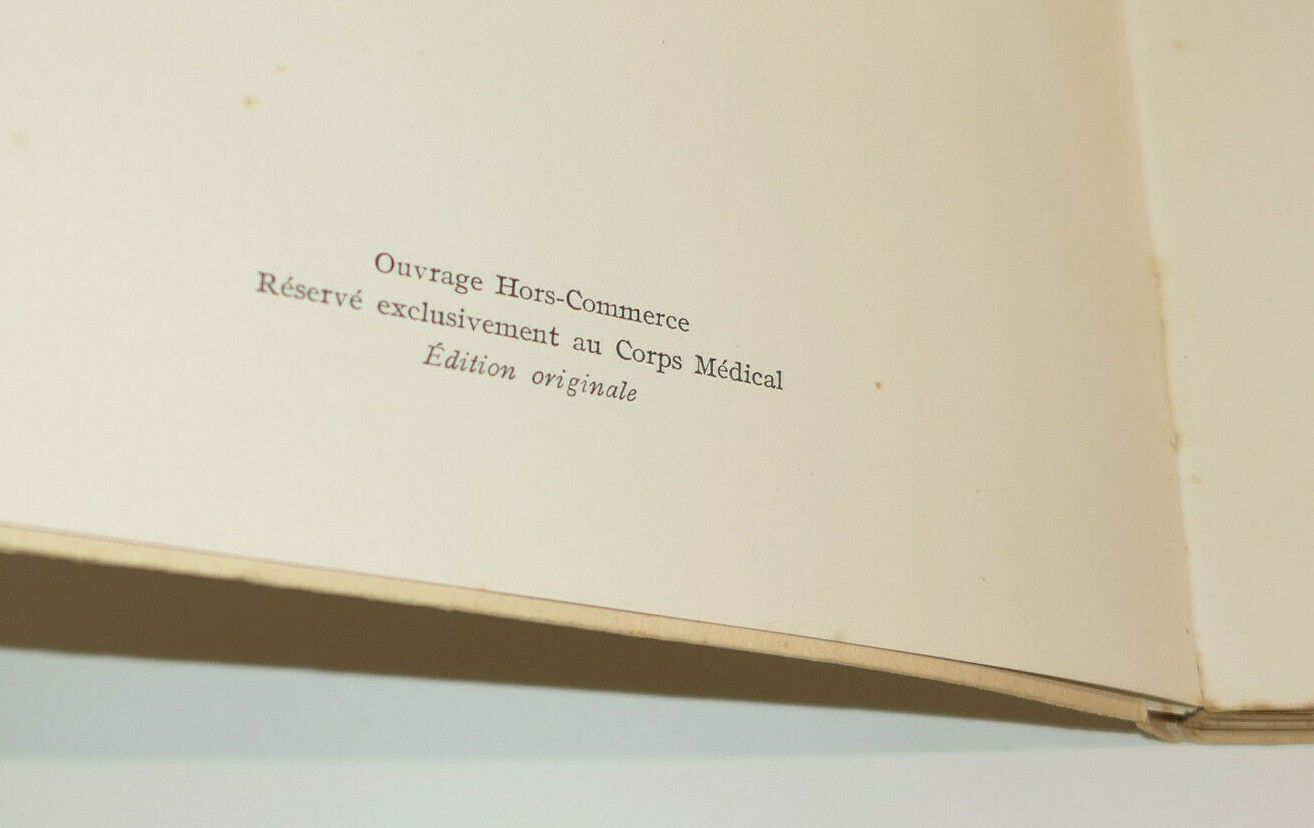 Ouvrage Hors-Commerce
Réservé exclusivement au Corps Médical
Édition originale